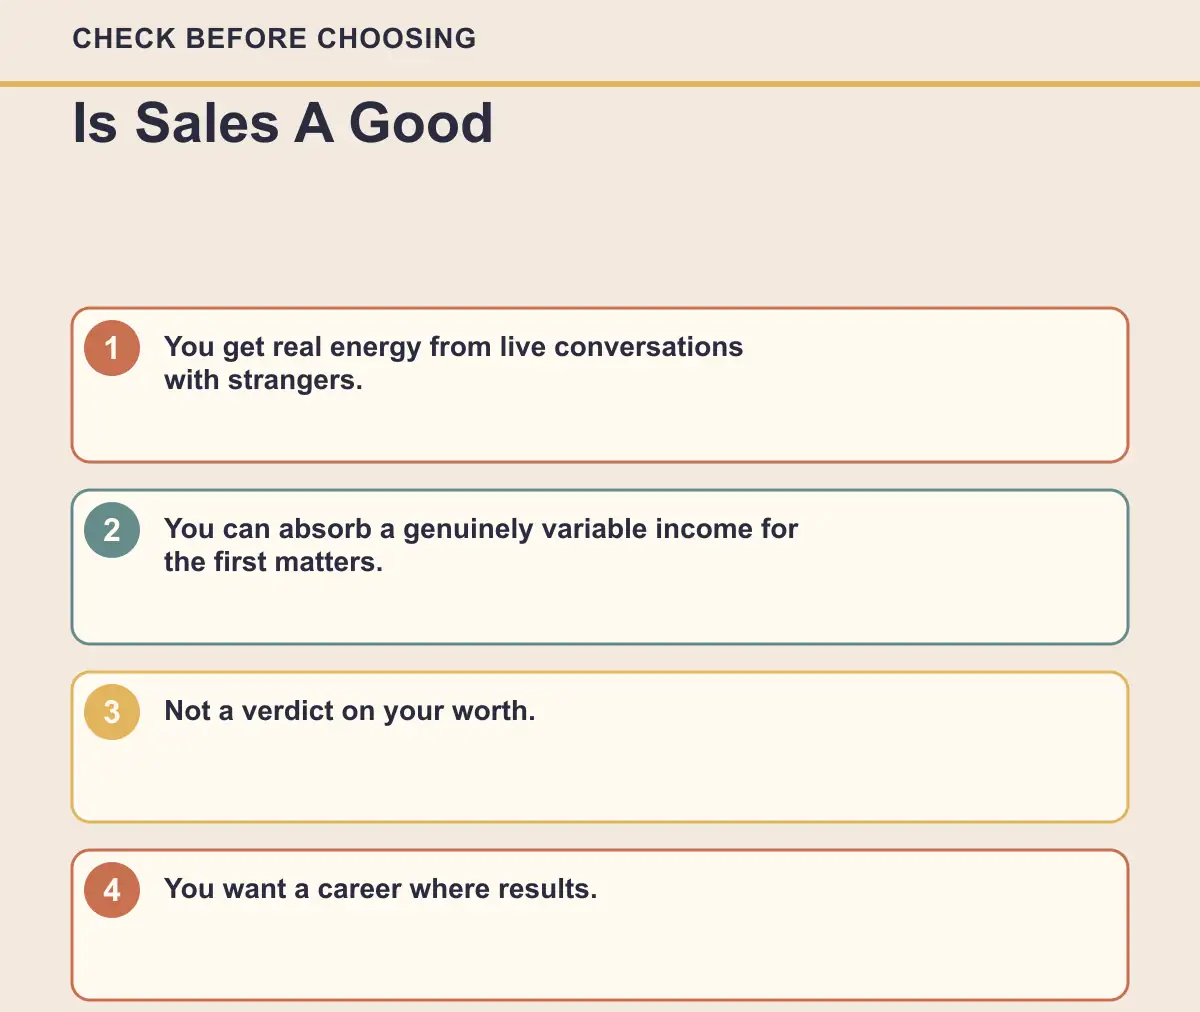 CHECK BEFORE CHOOSING
Is Sales A Good
1
You get real energy from live conversations
with strangers.
2
You can absorb a genuinely variable income for
the first matters.
3
Not a verdict on your worth.
4
You want a career where results.